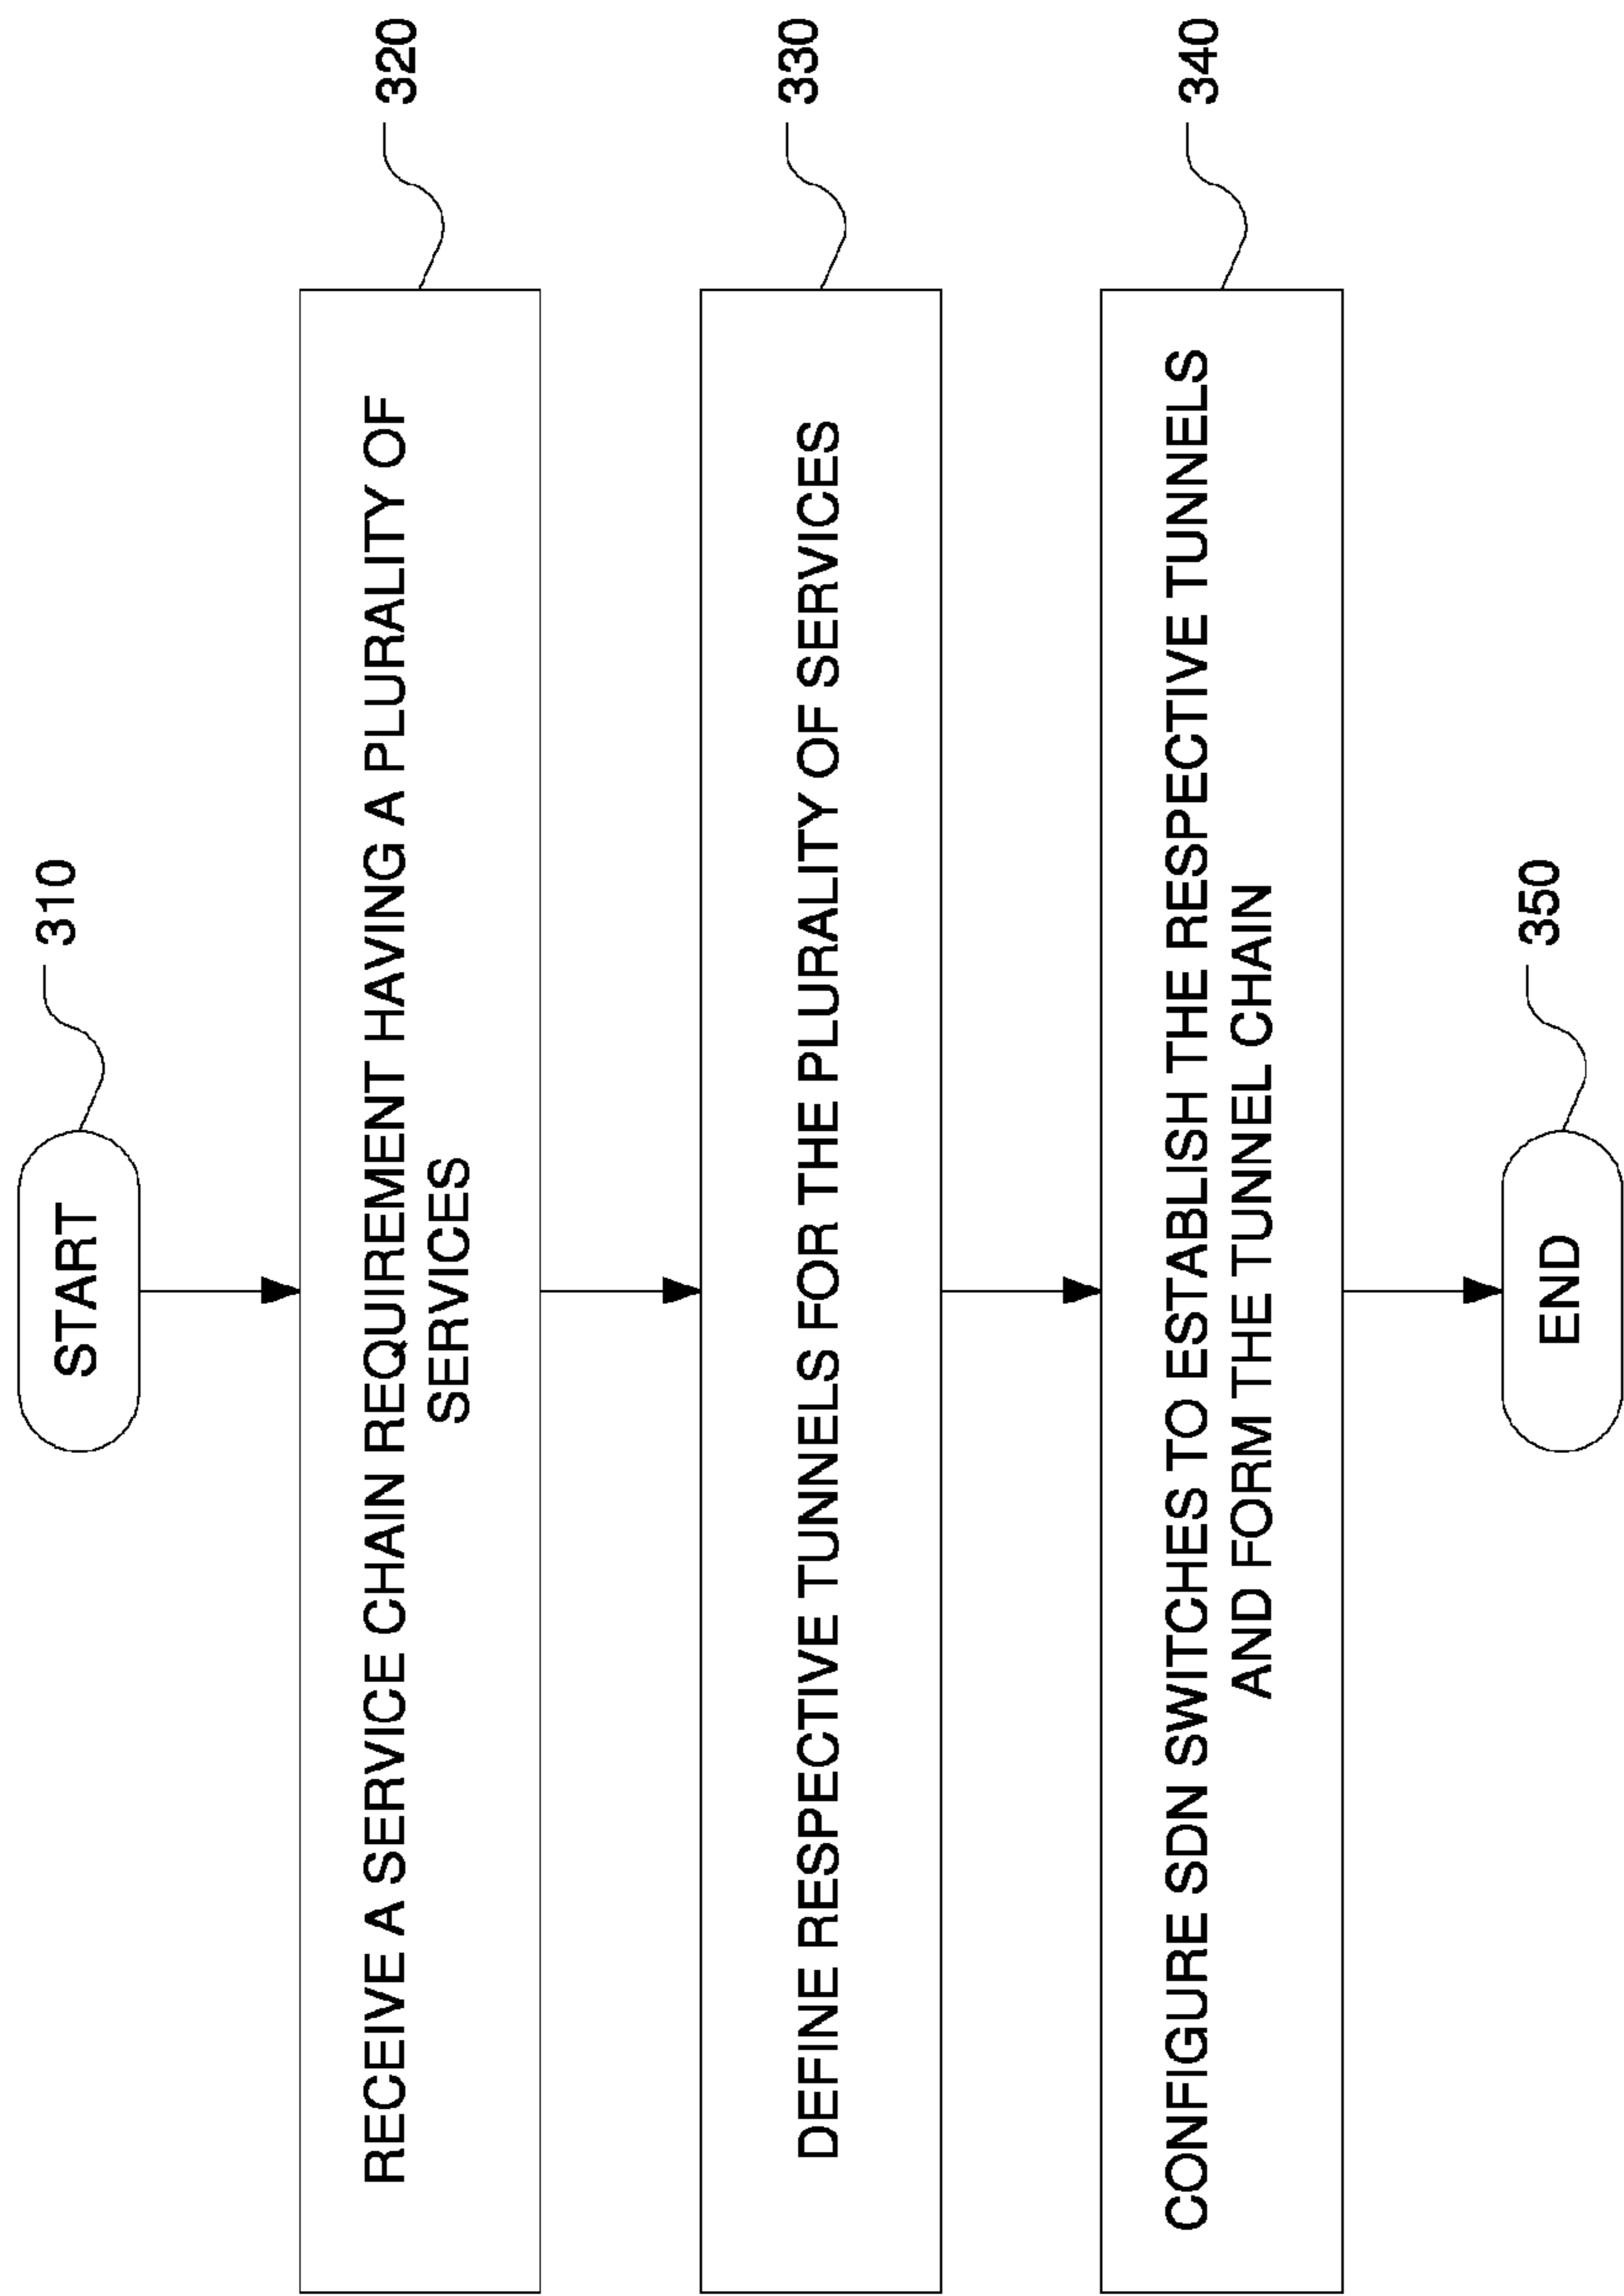 START
310
RECEIVE A SERVICE CHAIN REQUIREMENT HAVING A PLURALITY OF
SERVICES
320
DEFINE RESPECTIVE TUNNELS FOR THE PLURALITY OF SERVICES
330
CONFIGURE SDN SWITCHES TO ESTABLISH THE RESPECTIVE TUNNELS
AND FORM THE TUNNEL CHAIN
340
END
350